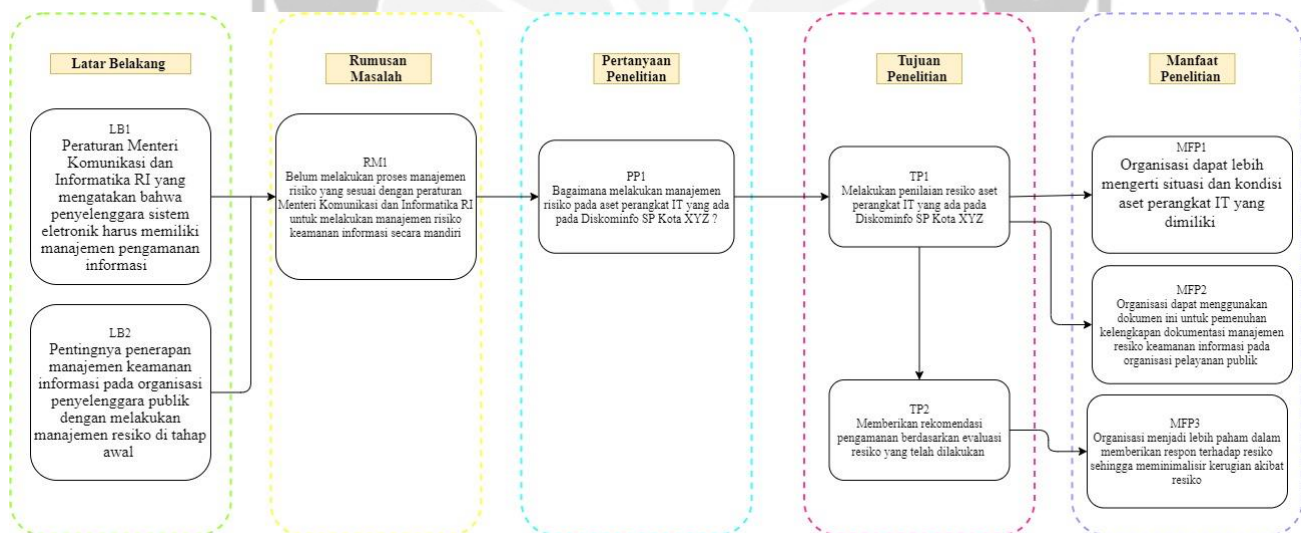 Latar Belakang
LB1
Peraturan Menteri
Komunikasi dan
Informatika RI yang
mengatakan bahwa
penyelenggara sistem
eletronik harus memiliki
manajemen pengamanan
informasi
LB2
Pentingnya penerapan
manajemen keamanan
informasi pada organisasi
penyelenggara publik
dengan melakukan
manajemen resiko di tahap
awal
Rumusan
Masalah
RM1
Belum melakukan proses manajemen
risiko yang sesuai dengan peraturan
Menteri Komunikasi dan Informatika RI
untuk melakukan manajemen risiko
keamanan informasi secara mandiri
Pertanyaan
Penelitian
PP1
Bagaimana melakukan manajemen
risiko pada aset perangkat IT yang ada
pada Diskominfo SP Kota XYZ ?
Tujuan
Penelitian
TP1
Melakukan penilaian resiko aset
perangkat IT yang ada pada
Diskominfo SP Kota XYZ
TP2
Memberikan rekomendasi
pengamanan berdasarkan evaluasi
resiko yang telah dilakukan
Manfaat
Penelitian
MFP1
Organisasi dapat lebih
mengerti situasi dan kondisi
aset perangkat IT yang
dimiliki
MFP2
Organisasi dapat menggunakan
dokumen ini untuk pemenuhan
kelengkapan dokumentasi manajemen
resiko keamanan informasi pada
organisasi pelayanan publik
MFP3
Organisasi menjadi lebih paham dalam
memberikan respon terhadap resiko
sehingga meminimalisir kerugian akibat
resiko